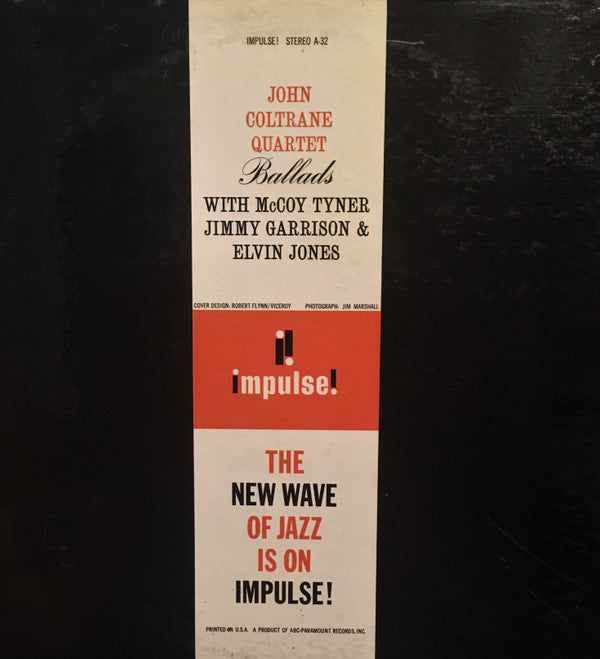 IMPULSE! STEREO A-32
JOHN
COLTRANE
QUARTET
Ballads
WITH McCOY TYNER
JIMMY GARRISON &
ELVIN JONES
COVER DESIGN: ROBERT FLYNN/VICEROY PHOTOGRAPH: JIM MARSHALL
i!
impulse!
THE
NEW WAVE
OF JAZZ
IS ON
IMPULSE!
PRINTED IN U.S.A. A PRODUCT OF ABC-PARAMOUNT RECORDS, INC.